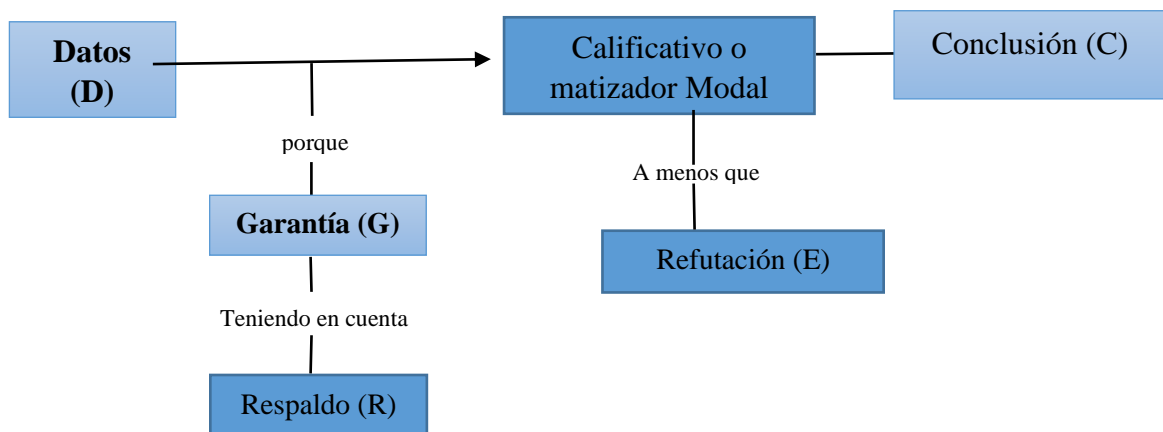 Datos
(D)
Calificativo o
matizador Modal
Conclusión (C)
porque
A menos que
Garantía (G)
Refutación (E)
Teniendo en cuenta
Respaldo (R)